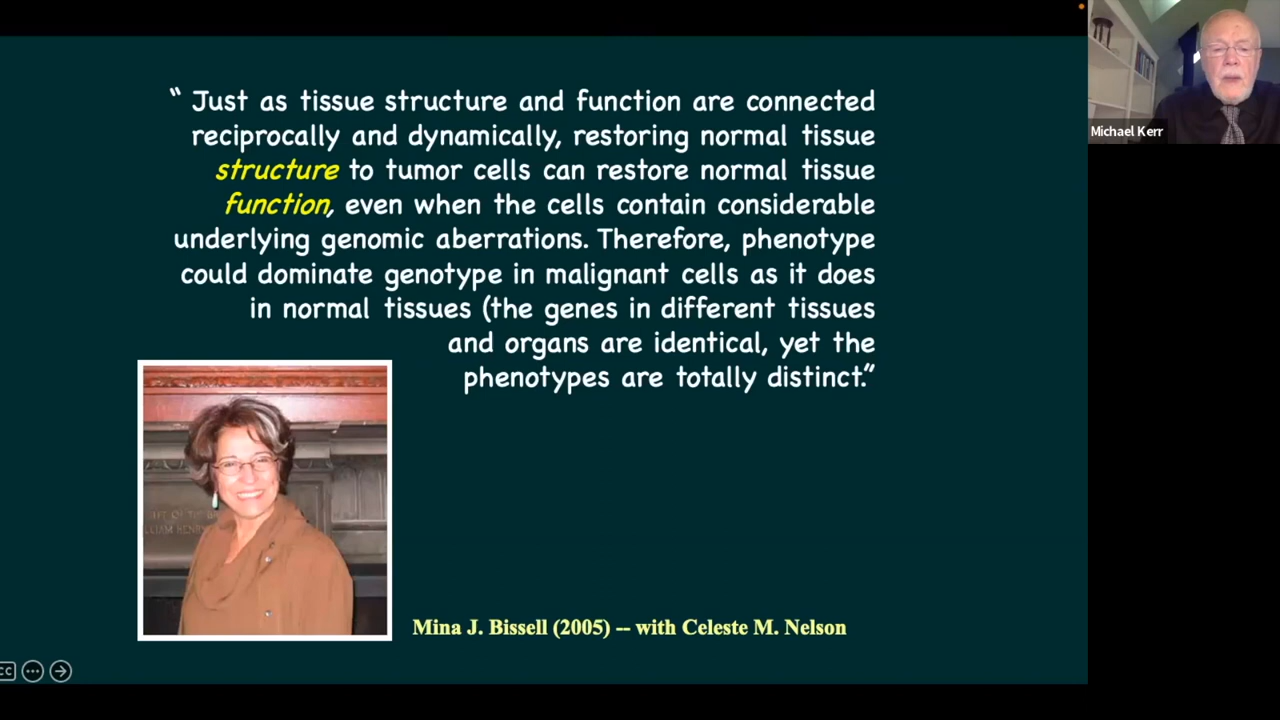 “ Just as tissue structure and function are connected
reciprocally and dynamically, restoring normal tissue
structure to tumor cells can restore normal tissue
function, even when the cells contain considerable
underlying genomic aberrations. Therefore, phenotype
could dominate genotype in malignant cells as it does
in normal tissues (the genes in different tissues
and organs are identical, yet the
phenotypes are totally distinct.”
Mina J. Bissell (2005) -- with Celeste M. Nelson
Michael Kerr
CC